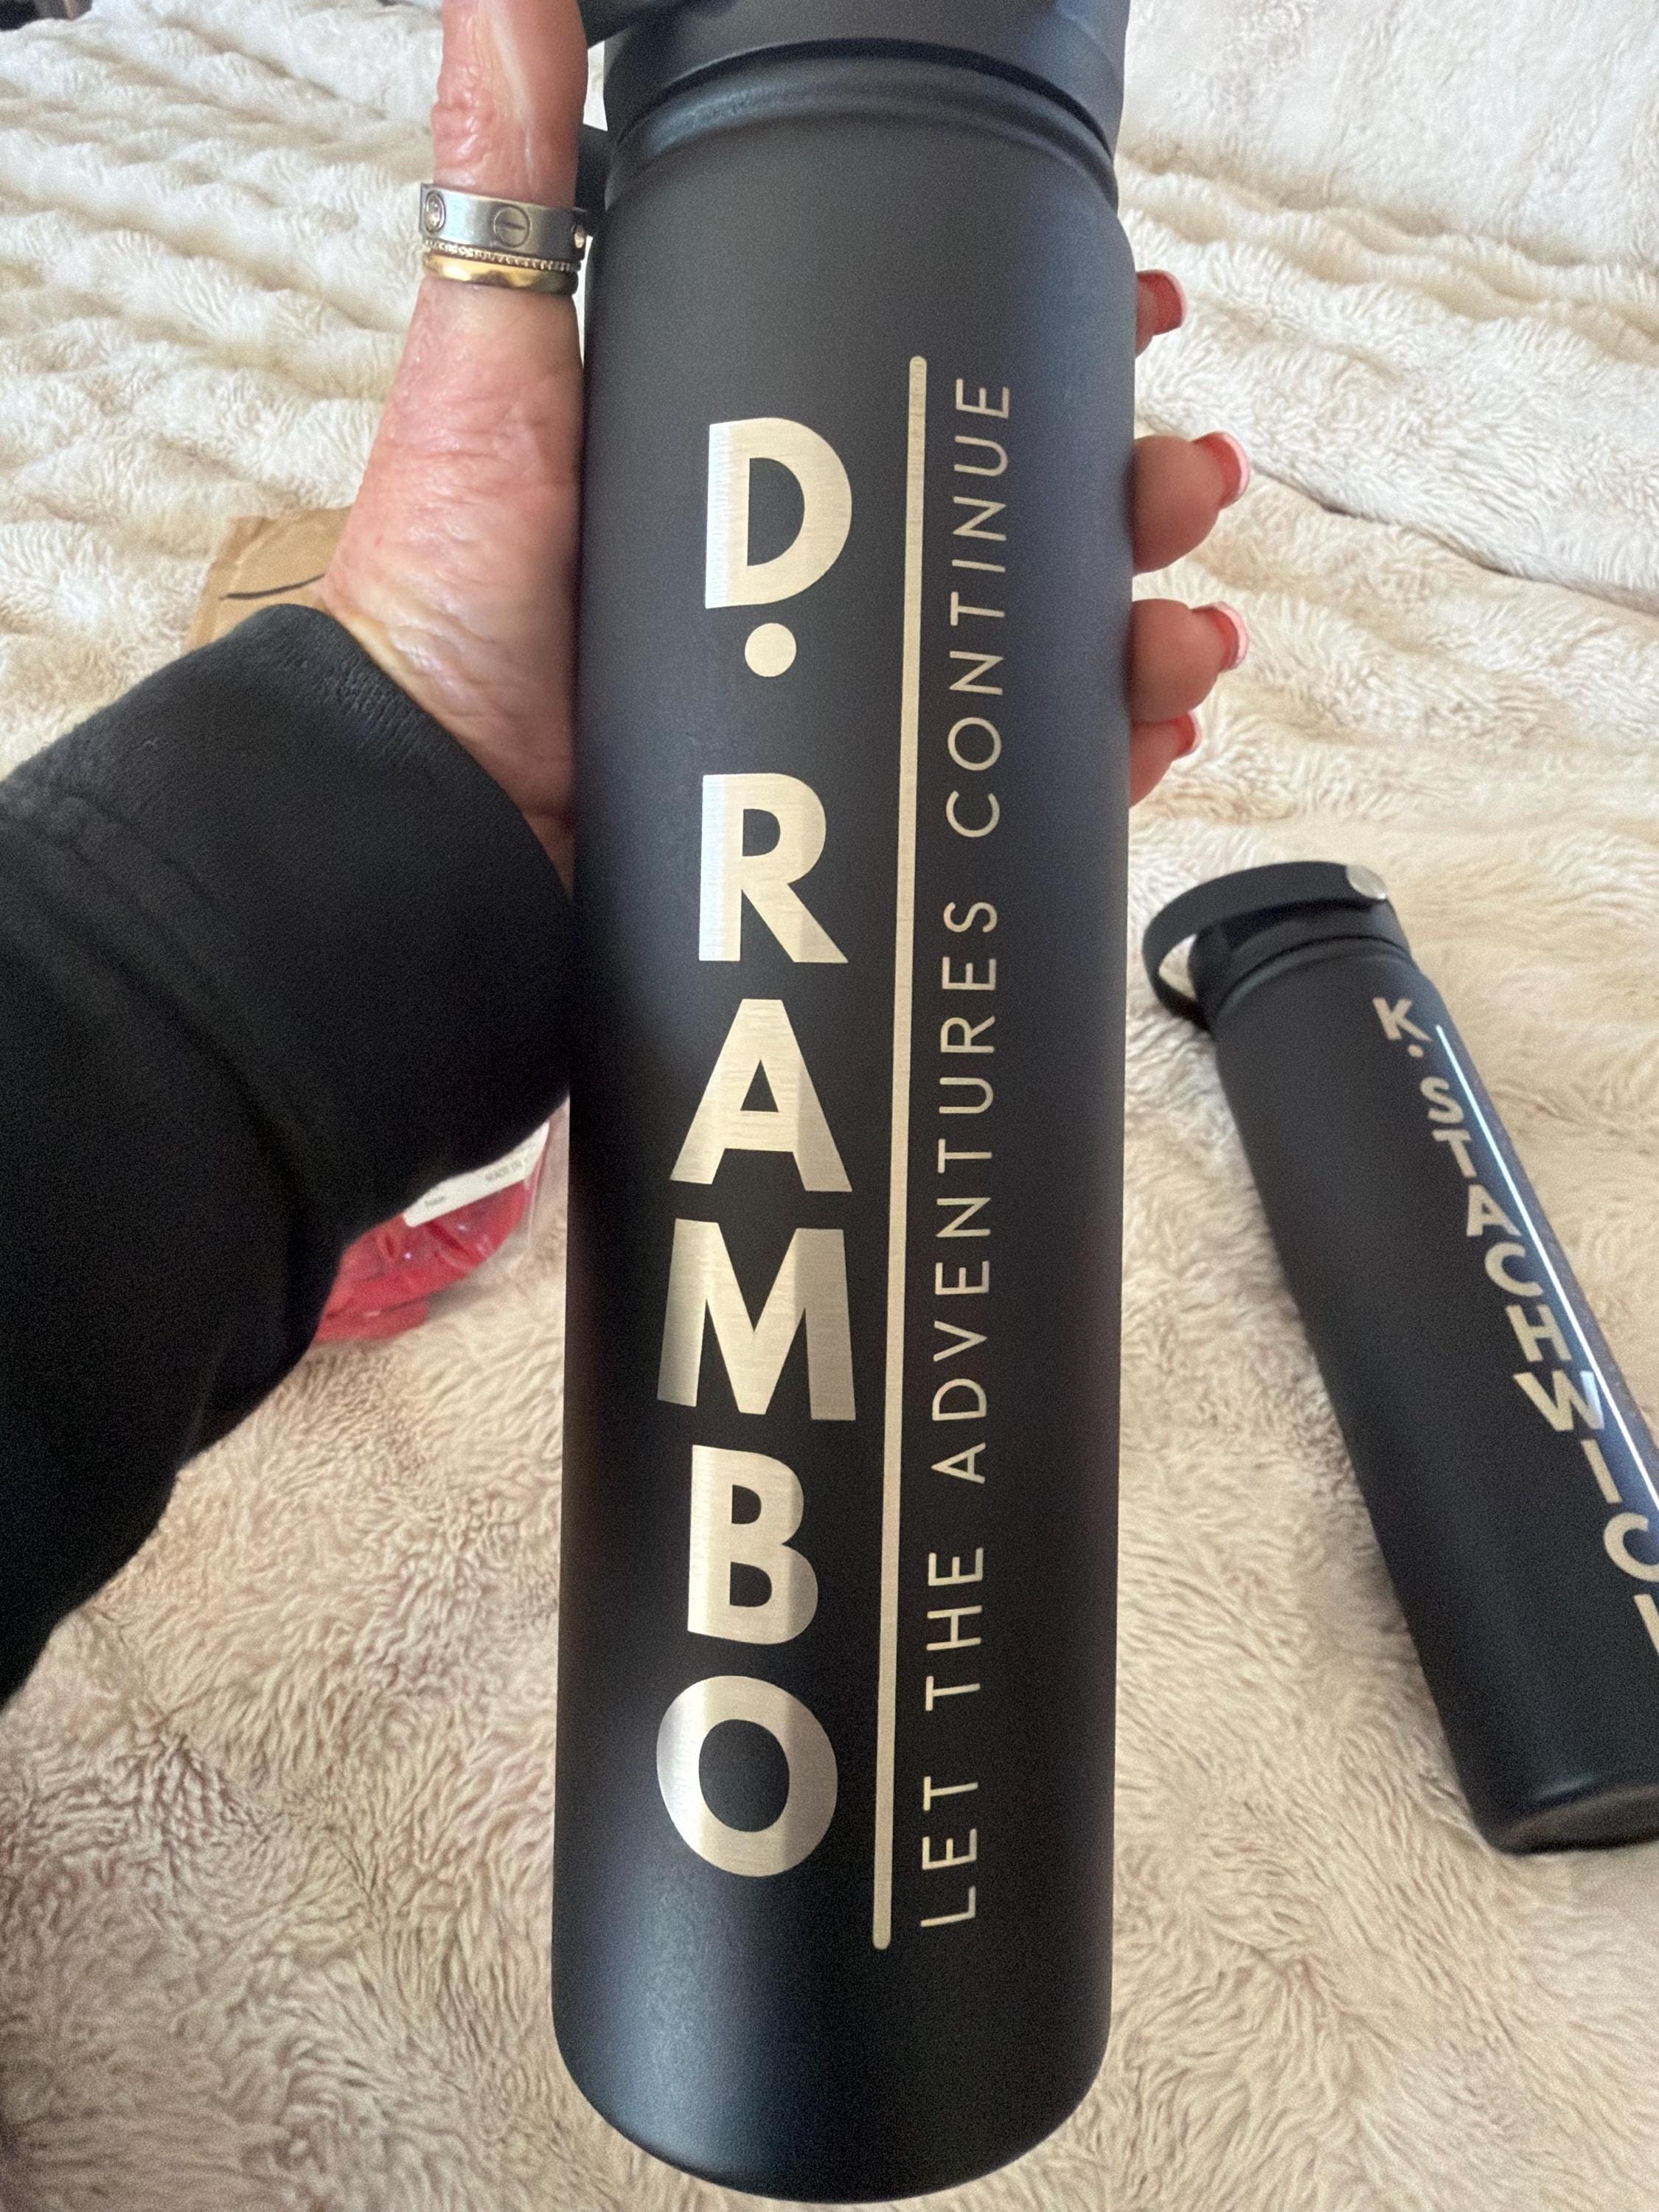 D. RAMBO
LET THE ADVENTURES CONTINUE
K. STACHWIC